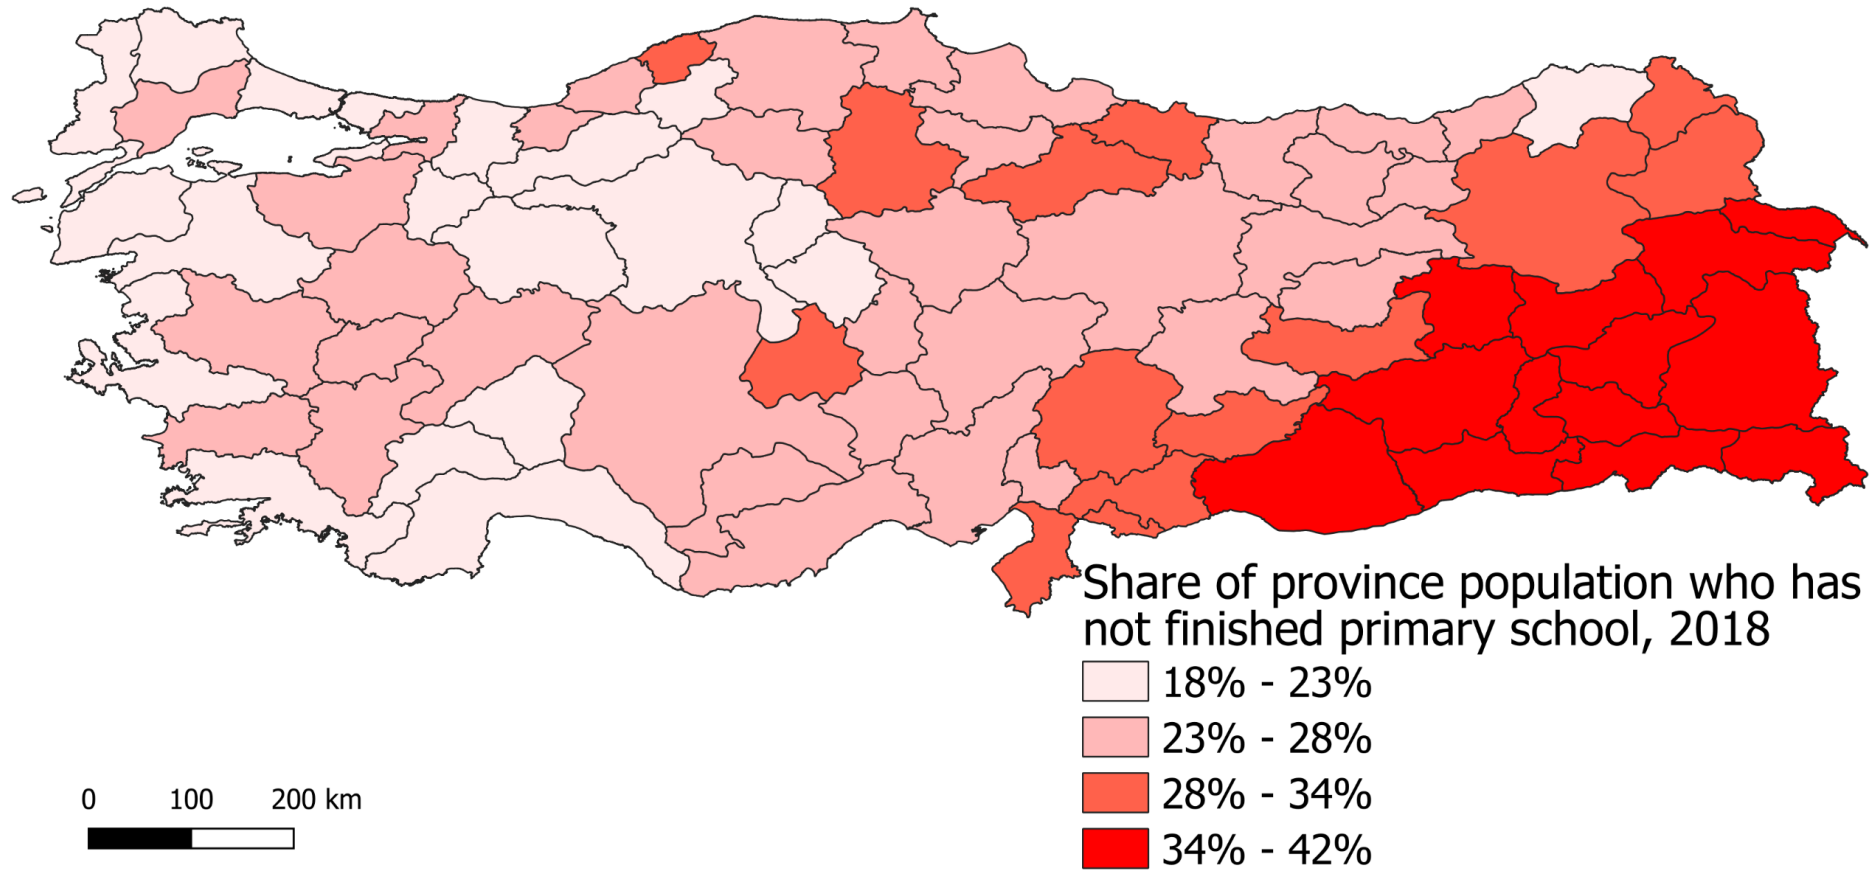 Share of province population who has
not finished primary school, 2018
18% - 23%
23% - 28%
28% - 34%
34% - 42%
0 100 200 km